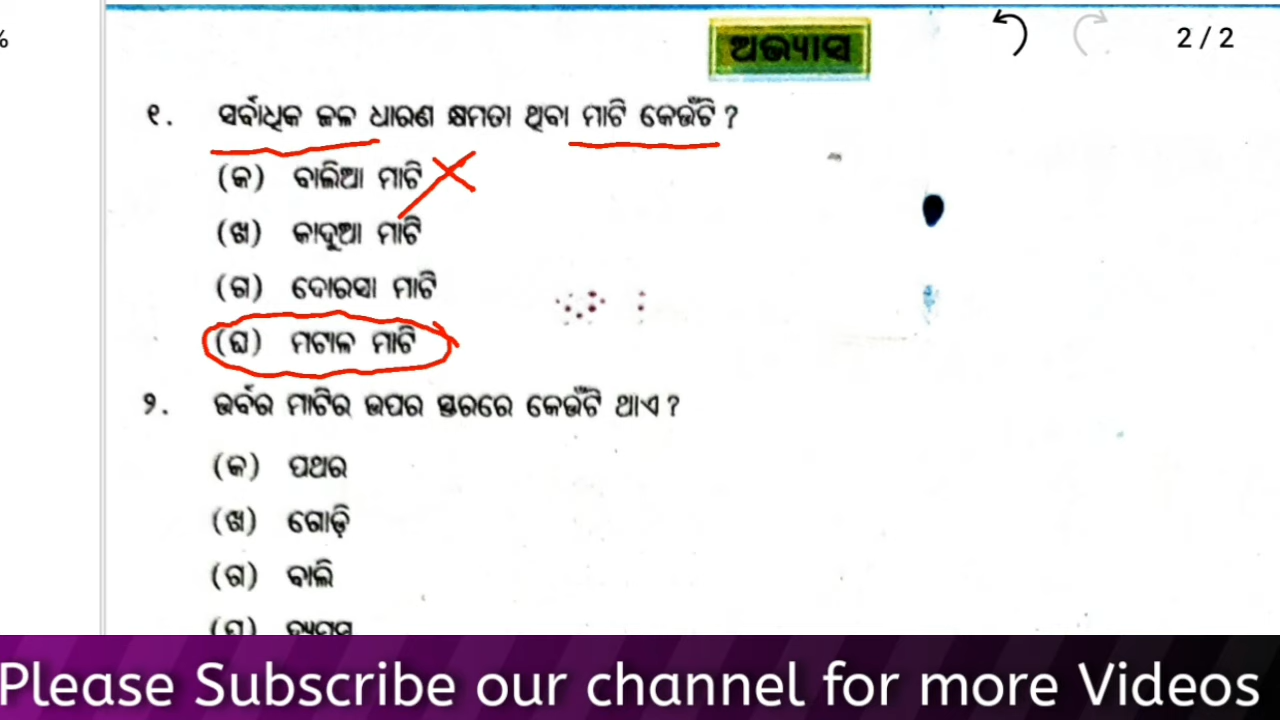 %
2 / 2
ଅଭ୍ୟାସ
୧. ସର୍ବାଧିକ ଜଳ ଧାରଣ କ୍ଷମତା ଥିବା ମାଟି କେଉଁଟି ?
(କ) ବାଲିଆ ମାଟି
(ଖ) କାଦୁଆ ମାଟି
(ଗ) ଦୋରସା ମାଟି
(ଘ) ମଟାଳ ମାଟି
୨. ଉର୍ବର ମାଟିର ଉପର ସ୍ତରରେ କେଉଁଟି ଥାଏ ?
(କ) ପଥର
(ଖ) ଗୋଡ଼ି
(ଗ) ବାଲି
(ଘ)
Please Subscribe our channel for more Videos